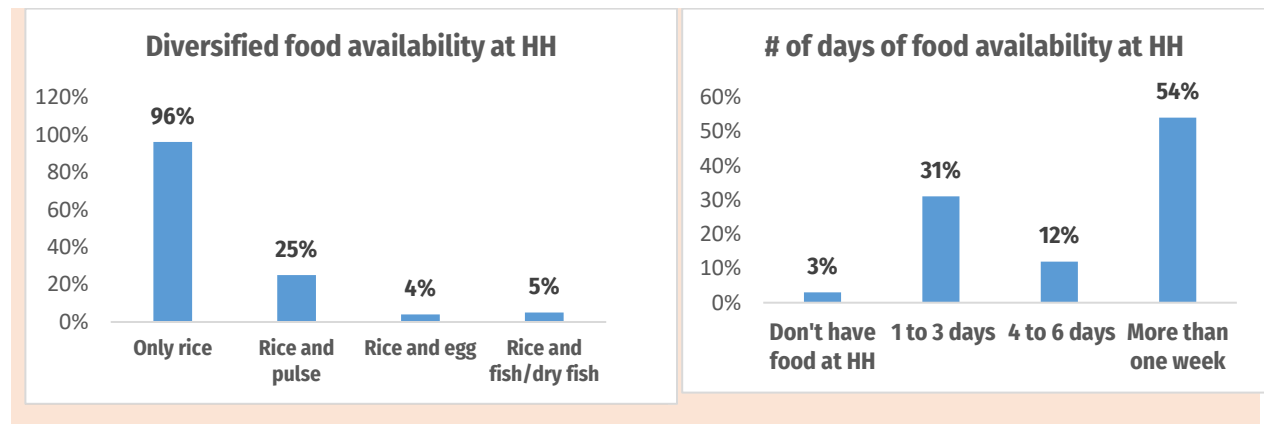 Diversified food availability at HH
120%
100%
80%
60%
40%
20%
0%
96%
25%
4%
5%
Only rice
Rice and
pulse
Rice and egg
Rice and
fish/dry fish
# of days of food availability at HH
60%
50%
40%
30%
20%
10%
0%
3%
31%
12%
54%
Don't have
food at HH
1 to 3 days
4 to 6 days
More than
one week